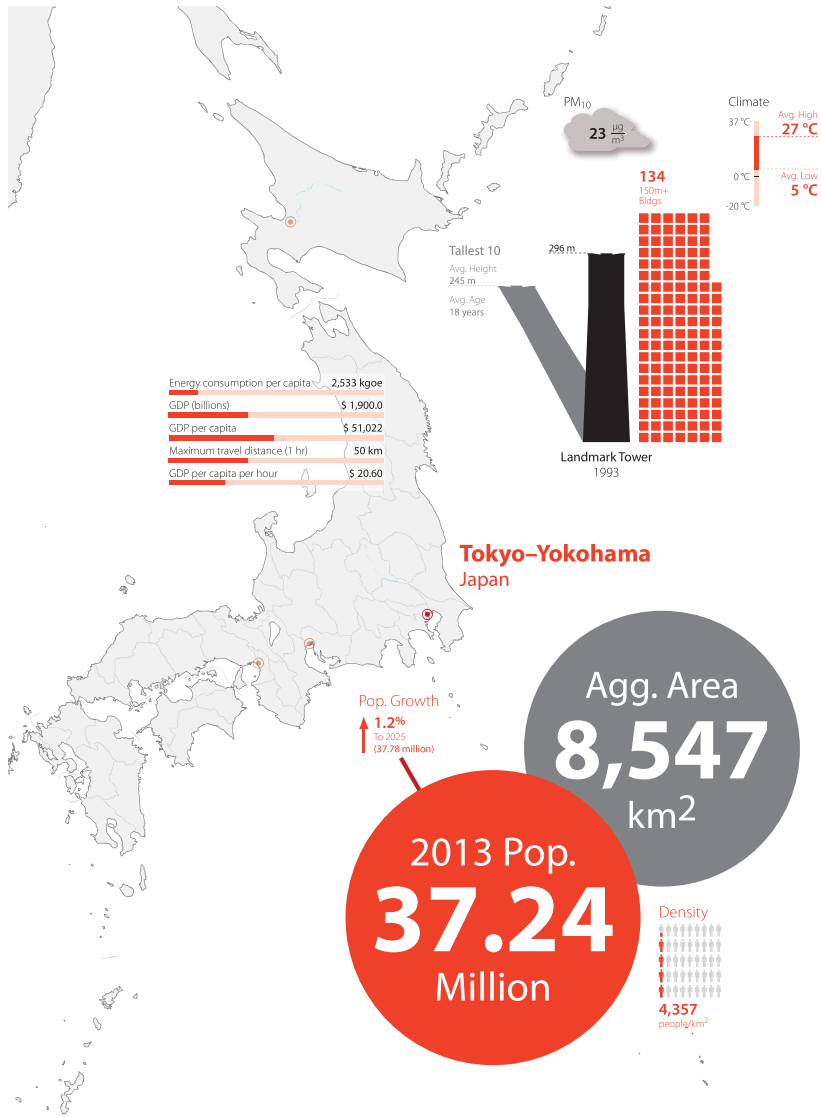 PM10
23 µg/m3
Climate
37 °C
Avg. High
27 °C
0 °C
Avg. Low
5 °C
-20 °C
134
150m+
Bldgs
Tallest 10
Avg. Height
245 m
Avg. Age
18 years
296 m
Landmark Tower
1993
Energy consumption per capita 2,533 kgoe
GDP (billions) $ 1,900.0
GDP per capita $ 51,022
Maximum travel distance (1 hr) 50 km
GDP per capita per hour $ 20.60
Tokyo–Yokohama
Japan
Agg. Area
8,547
km2
Pop. Growth
1.2%
To 2025
(37.78 million)
2013 Pop.
37.24
Million
Density
4,357
people/km2